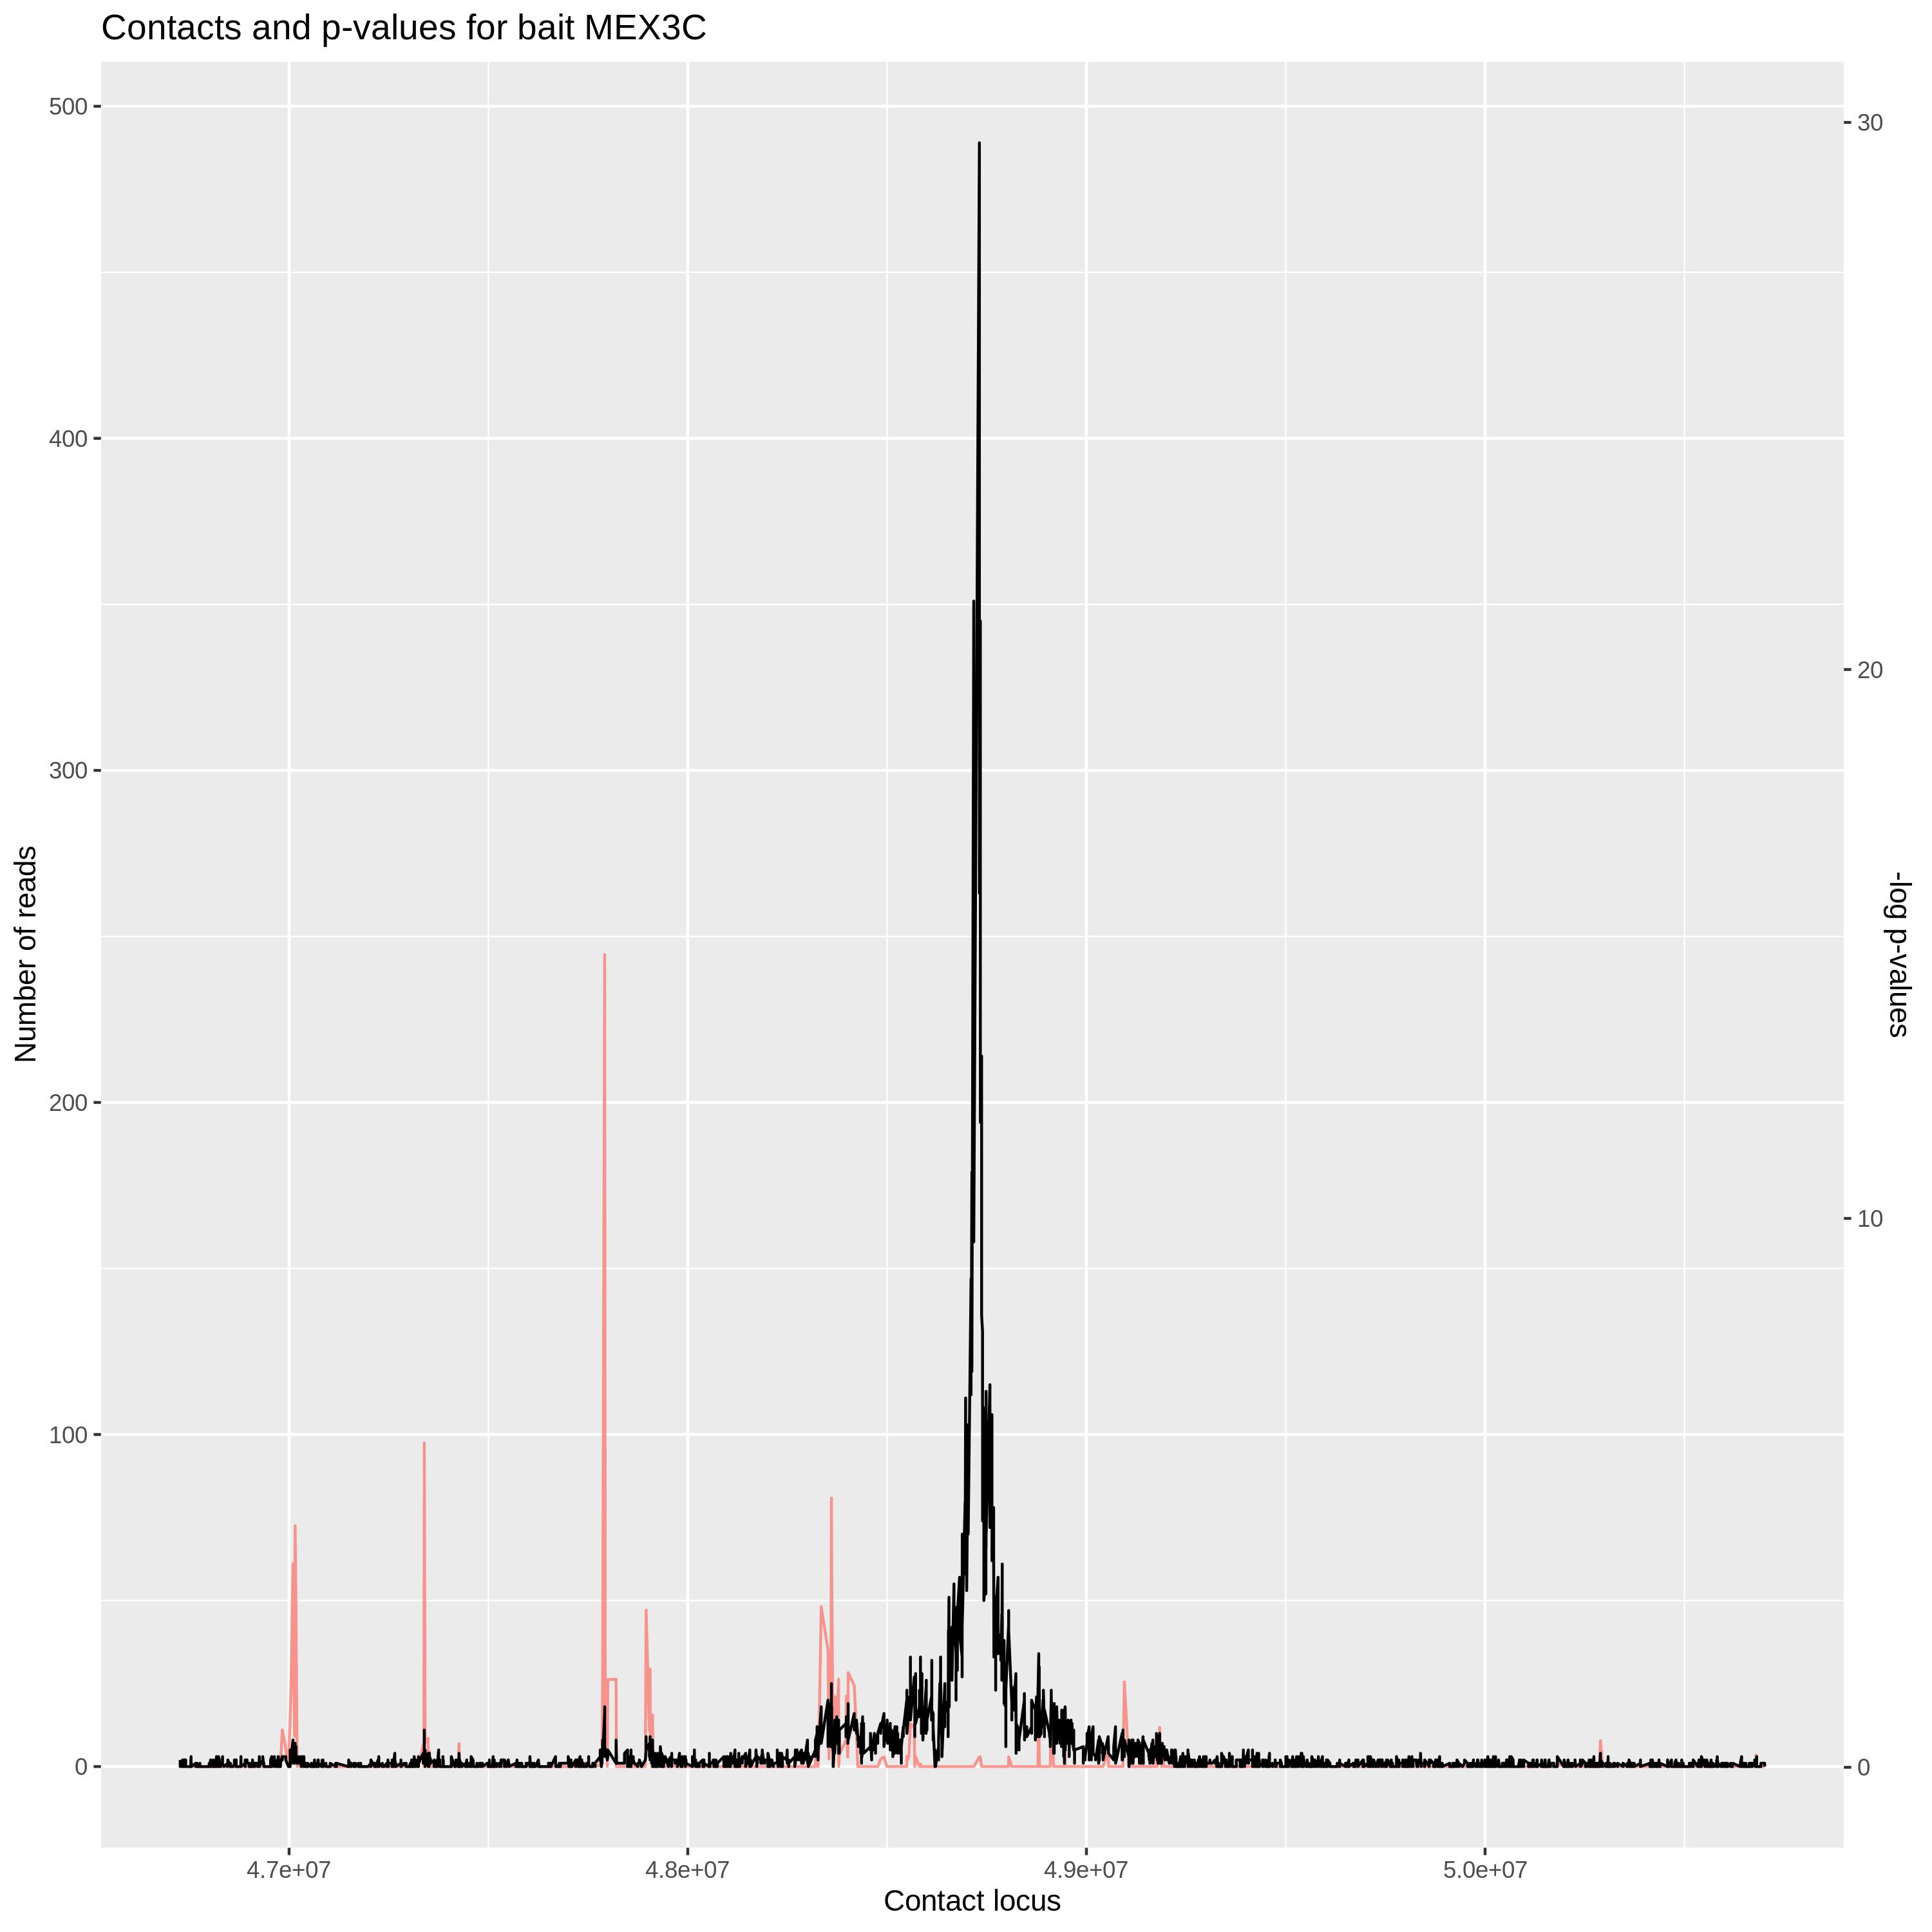 Contacts and p-values for bait MEX3C
500
400
300
200
100
0
Number of reads
30
20
10
0
-log p-values
4.7e+07
4.8e+07
4.9e+07
5.0e+07
Contact locus